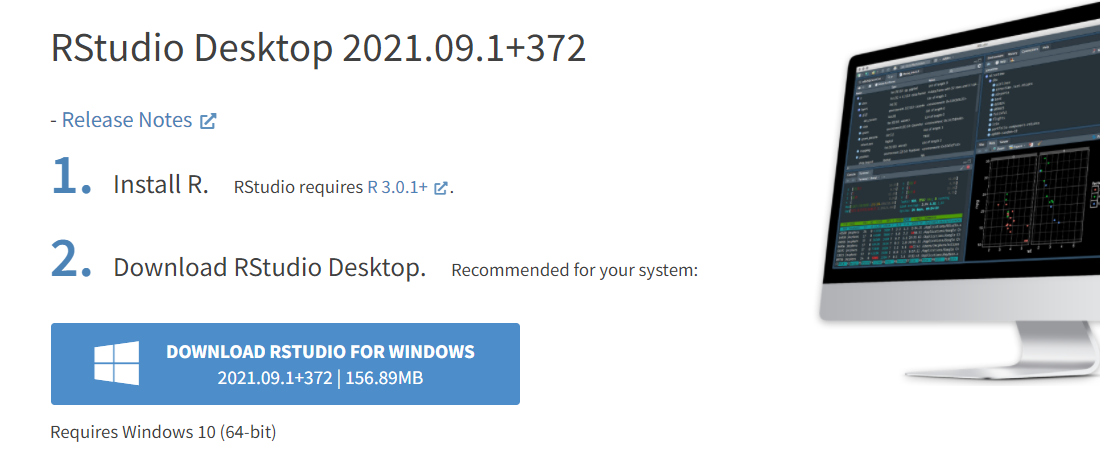 RStudio Desktop 2021.09.1+372
- Release Notes
1. Install R. RStudio requires R 3.0.1+.
2. Download RStudio Desktop. Recommended for your system:
DOWNLOAD RSTUDIO FOR WINDOWS
2021.09.1+372 | 156.89MB
Requires Windows 10 (64-bit)